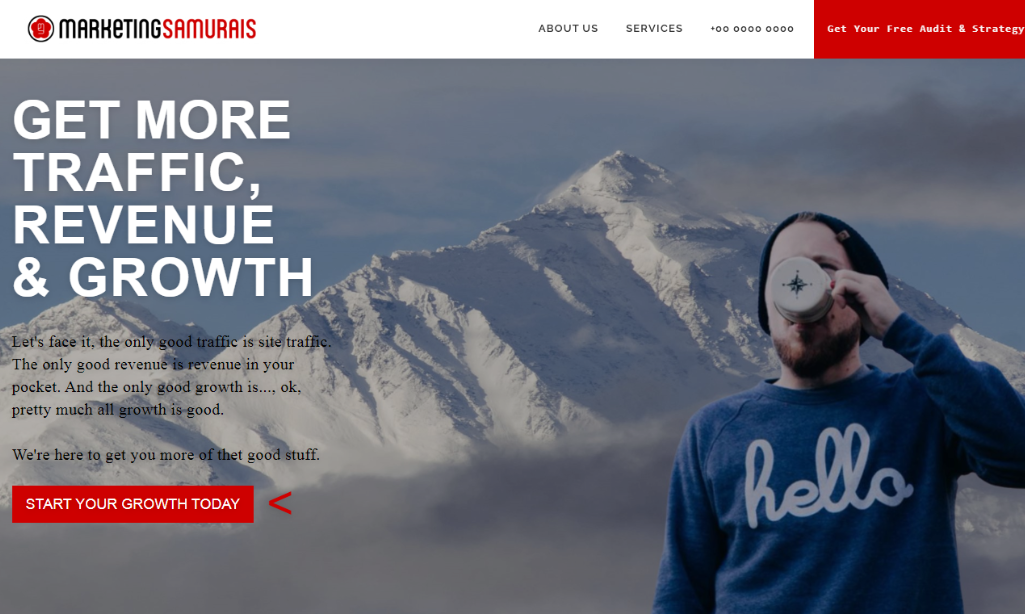 MARKETINGSAMURAIS
ABOUT US
SERVICES
+00 0000 0000
Get Your Free Audit & Strategy
GET MORE
TRAFFIC,
REVENUE
& GROWTH
Let's face it, the only good traffic is site traffic.
The only good revenue is revenue in your
pocket. And the only good growth is..., ok,
pretty much all growth is good.
We're here to get you more of thet good stuff.
START YOUR GROWTH TODAY <
hello